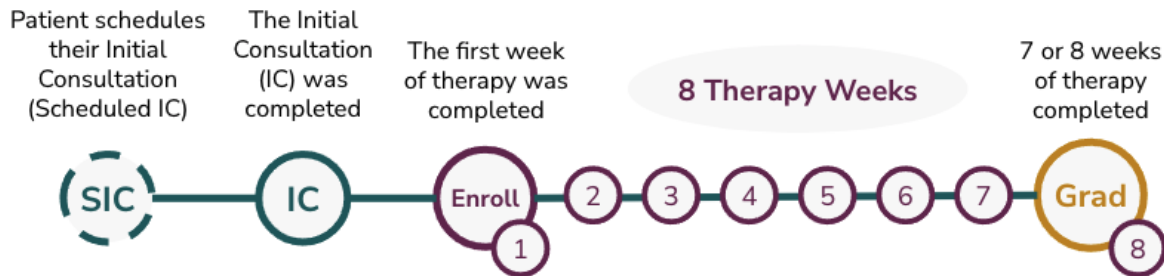 Patient schedules
their Initial
Consultation
(Scheduled IC)
The Initial
Consultation
(IC) was
completed
The first week
of therapy was
completed
8 Therapy Weeks
7 or 8 weeks
of therapy
completed
SIC
IC
Enroll
1
2
3
4
5
6
7
Grad
8